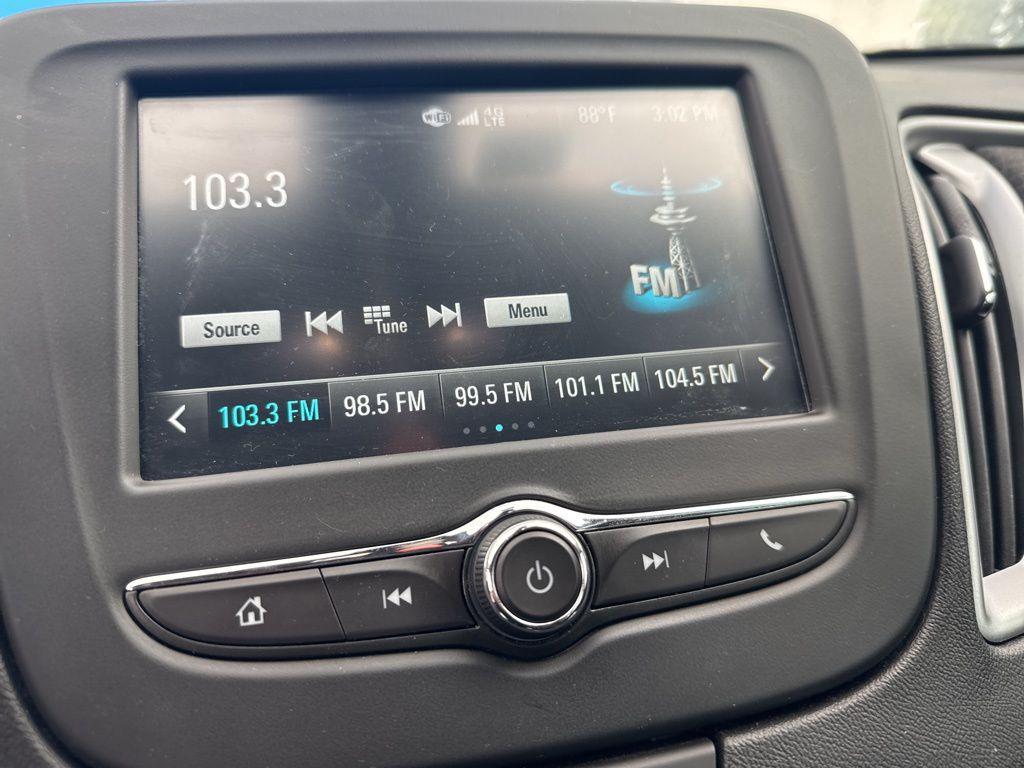 WiFi 4G LTE 88°F 3:02 PM
103.3
FM
Source Tune Menu
103.3 FM 98.5 FM 99.5 FM 101.1 FM 104.5 FM